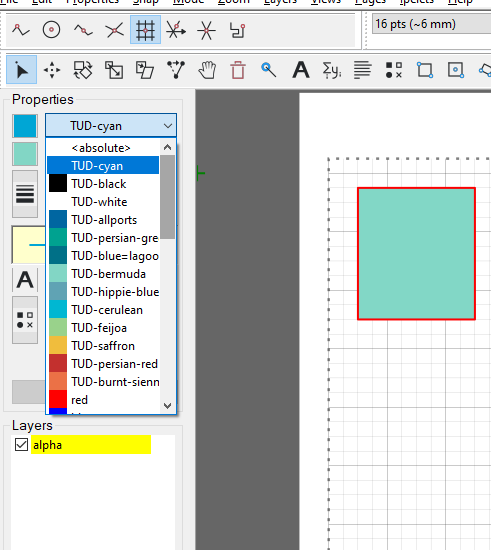 File Edit Properties Snap Mode Zoom Layers Views Pages Ipelets Help
16 pts (~6 mm)
A
Σyᵢ
Properties
TUD-cyan
<absolute>
TUD-cyan
TUD-black
TUD-white
TUD-allports
TUD-persian-gre
TUD-blue=lagoo
TUD-bermuda
TUD-hippie-blue
TUD-cerulean
TUD-feijoa
TUD-saffron
TUD-persian-red
TUD-burnt-sienn
red
A
Layers
alpha